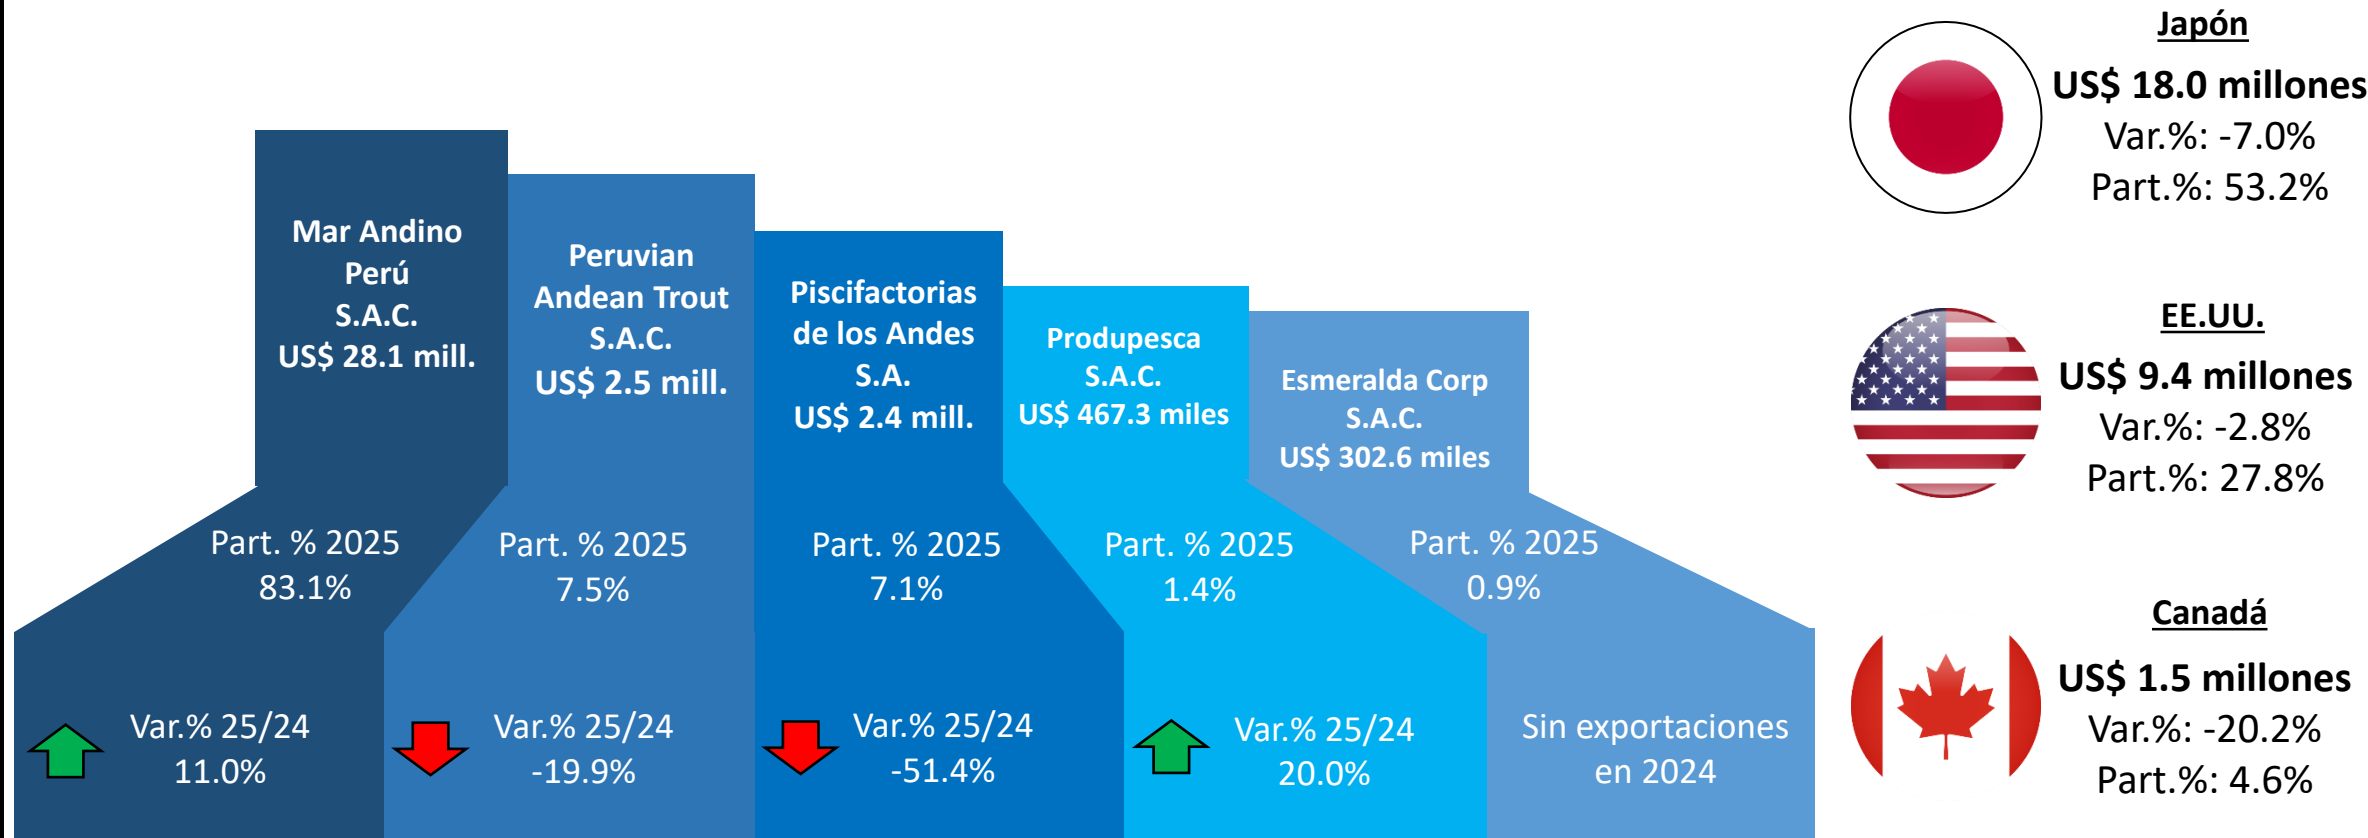 Mar Andino
Perú
S.A.C.
US$ 28.1 mill.
Part. % 2025
83.1%
Var.% 25/24
11.0%
Peruvian
Andean Trout
S.A.C.
US$ 2.5 mill.
Part. % 2025
7.5%
Var.% 25/24
-19.9%
Piscifactorias
de los Andes
S.A.
US$ 2.4 mill.
Part. % 2025
7.1%
Var.% 25/24
-51.4%
Produpesca
S.A.C.
US$ 467.3 miles
Part. % 2025
1.4%
Var.% 25/24
20.0%
Esmeralda Corp
S.A.C.
US$ 302.6 miles
Part. % 2025
0.9%
Sin exportaciones
en 2024
Japón
US$ 18.0 millones
Var.%: -7.0%
Part.%: 53.2%
EE.UU.
US$ 9.4 millones
Var.%: -2.8%
Part.%: 27.8%
Canadá
US$ 1.5 millones
Var.%: -20.2%
Part.%: 4.6%